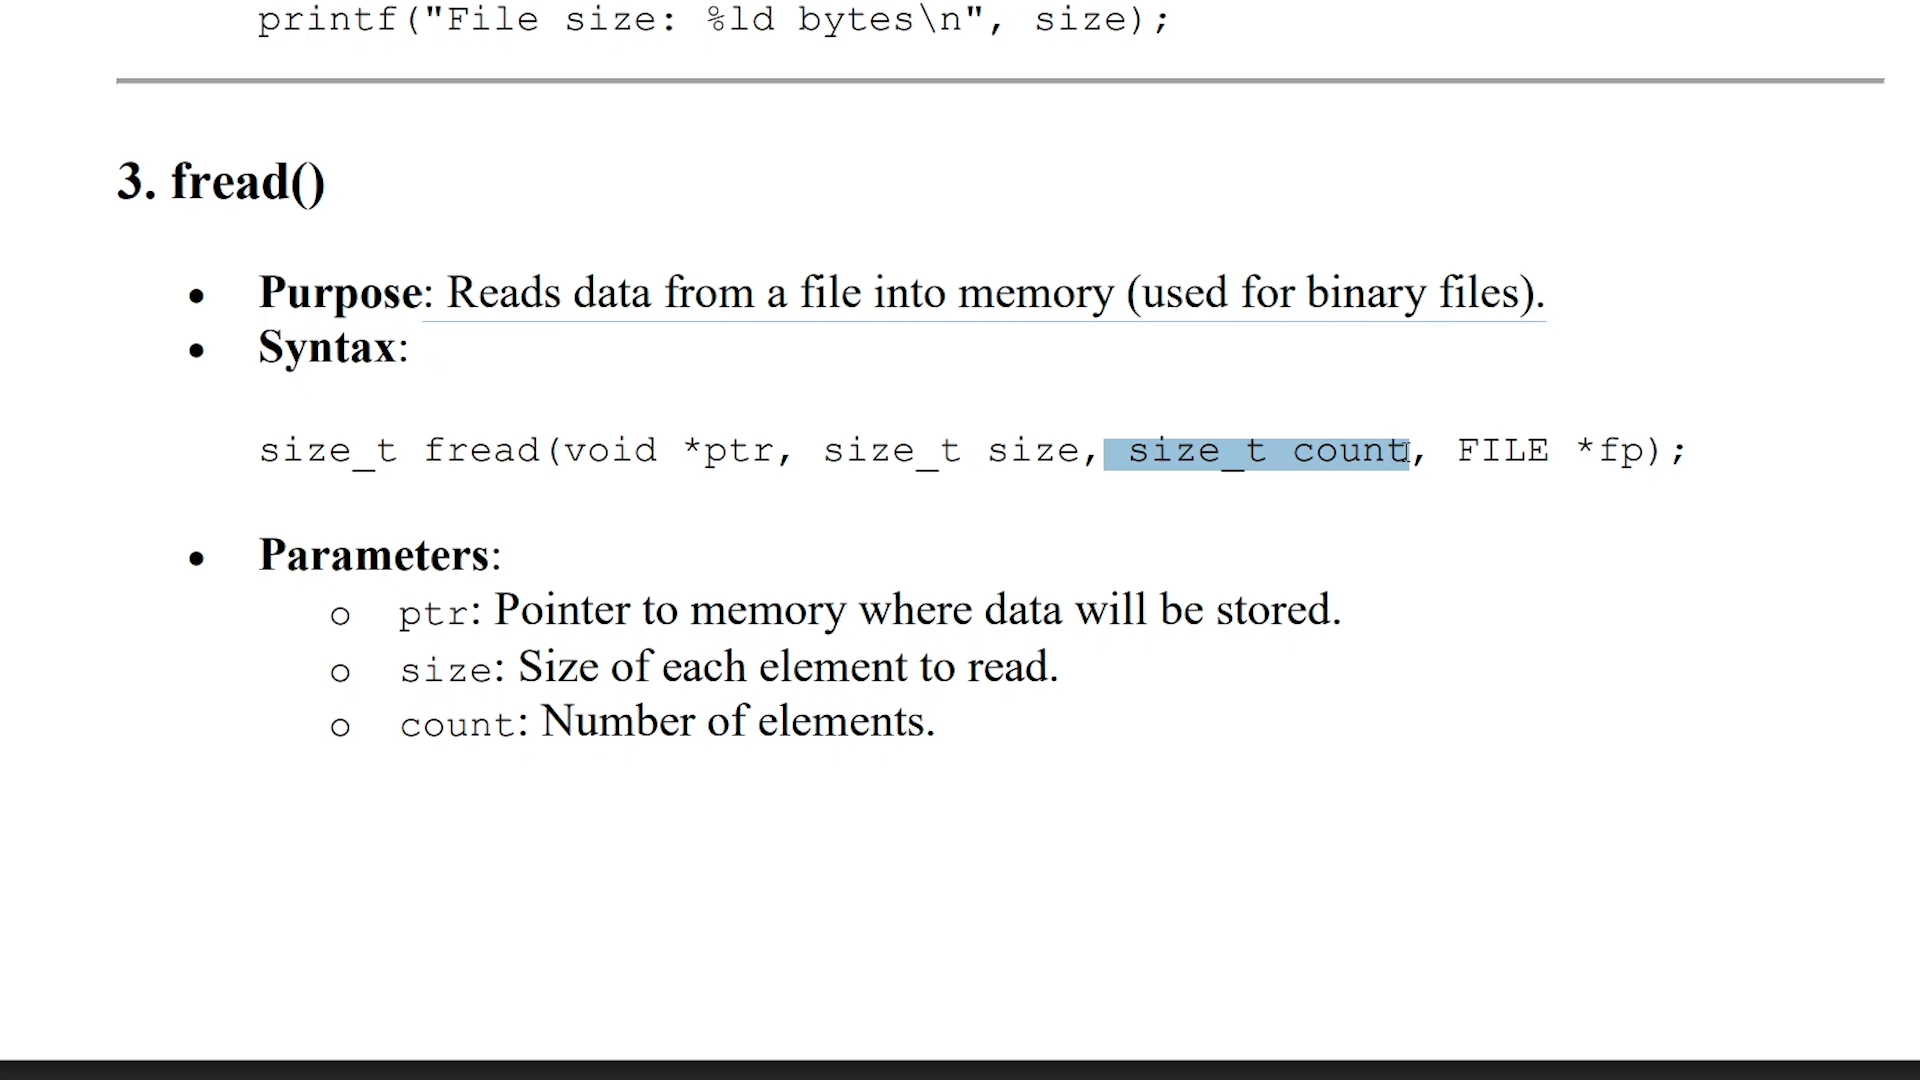 printf("File size: %ld bytes\n", size);
3. fread()
• Purpose: Reads data from a file into memory (used for binary files).
• Syntax:
size_t fread(void *ptr, size_t size, size_t count, FILE *fp);
• Parameters:
o ptr: Pointer to memory where data will be stored.
o size: Size of each element to read.
o count: Number of elements.